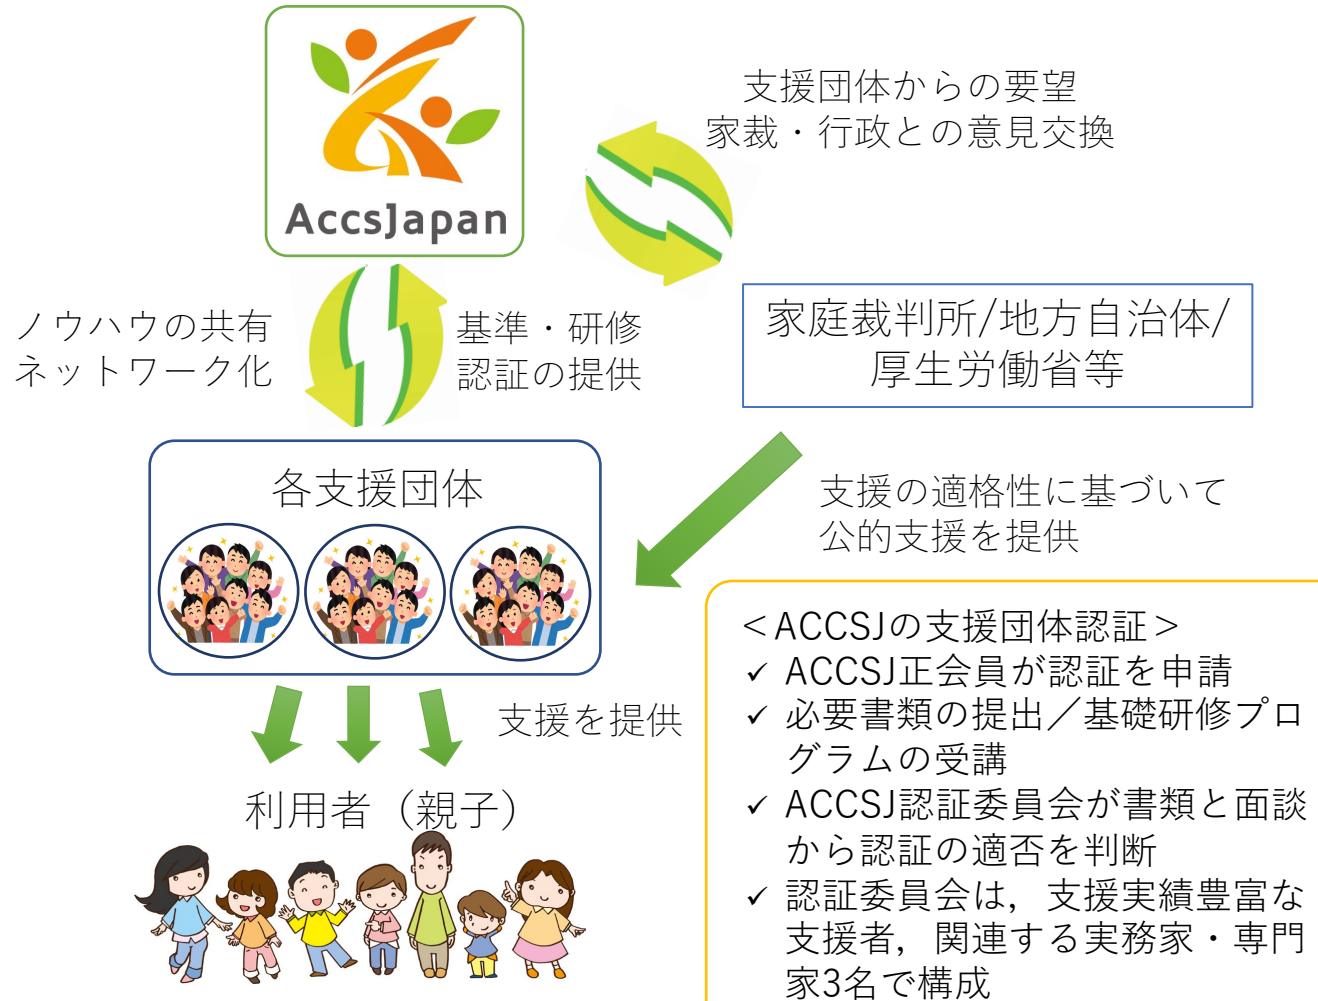 AccsJapan
支援団体からの要望
家裁・行政との意見交換
ノウハウの共有
ネットワーク化
基準・研修
認証の提供
家庭裁判所/地方自治体/
厚生労働省等
各支援団体
支援の適格性に基づいて
公的支援を提供
支援を提供
利用者（親子）
＜ACCSJの支援団体認証＞
✓ ACCSJ正会員が認証を申請
✓ 必要書類の提出／基礎研修プロ
グラムの受講
✓ ACCSJ認証委員会が書類と面談
から認証の適否を判断
✓ 認証委員会は，支援実績豊富な
支援者，関連する実務家・専門
家3名で構成